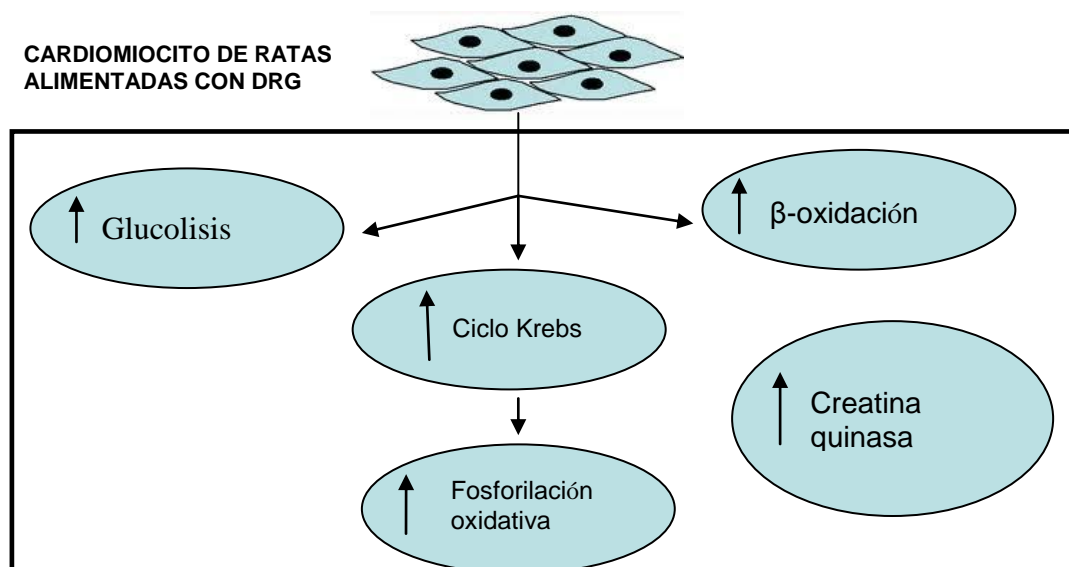 CARDIOMIOCITO DE RATAS
ALIMENTADAS CON DRG
Glucolisis
β-oxidación
Ciclo Krebs
Creatina
quinasa
Fosforilación
oxidativa